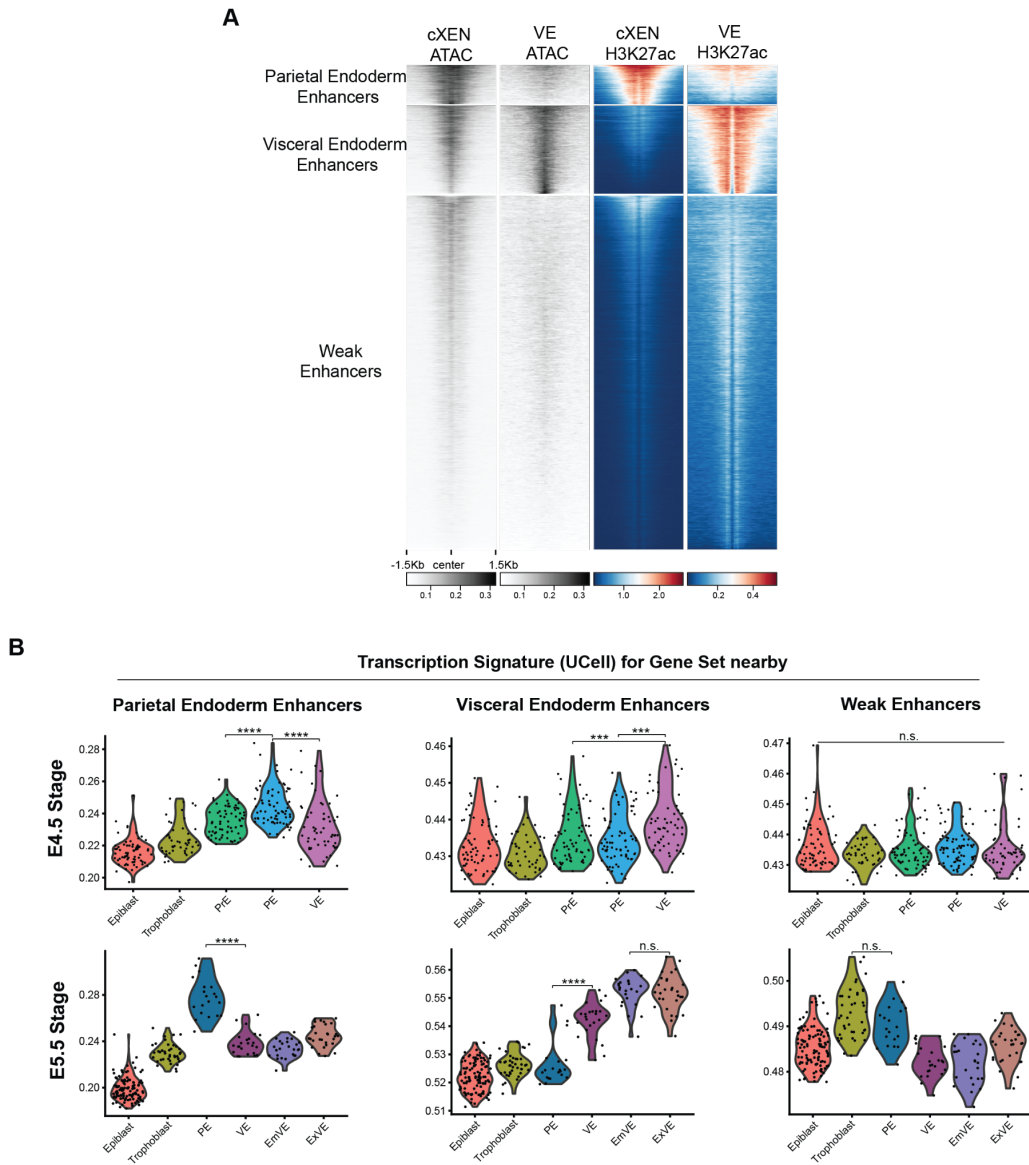 A
cXEN ATAC
VE ATAC
cXEN H3K27ac
VE H3K27ac
Parietal Endoderm
Enhancers
Visceral Endoderm
Enhancers
Weak
Enhancers
-1.5Kb center 1.5Kb
0.1 0.2 0.3
0.1 0.2 0.3
1.0 2.0
0.2 0.4
B
Transcription Signature (UCell) for Gene Set nearby
Parietal Endoderm Enhancers
Visceral Endoderm Enhancers
Weak Enhancers
E4.5 Stage
0.28
0.26
0.24
0.22
0.20
**** ****
Epiblast Trophoblast PrE PE VE
0.46
0.45
0.44
0.43
*** ***
Epiblast Trophoblast PrE PE VE
0.47
0.46
0.45
0.44
0.43
n.s.
Epiblast Trophoblast PrE PE VE
E5.5 Stage
0.28
0.24
0.20
****
Epiblast Trophoblast PE VE EmVE ExVE
0.56
0.55
0.54
0.53
0.52
0.51
**** n.s.
Epiblast Trophoblast PE VE EmVE ExVE
0.50
0.49
0.48
n.s.
Epiblast Trophoblast PE VE EmVE ExVE